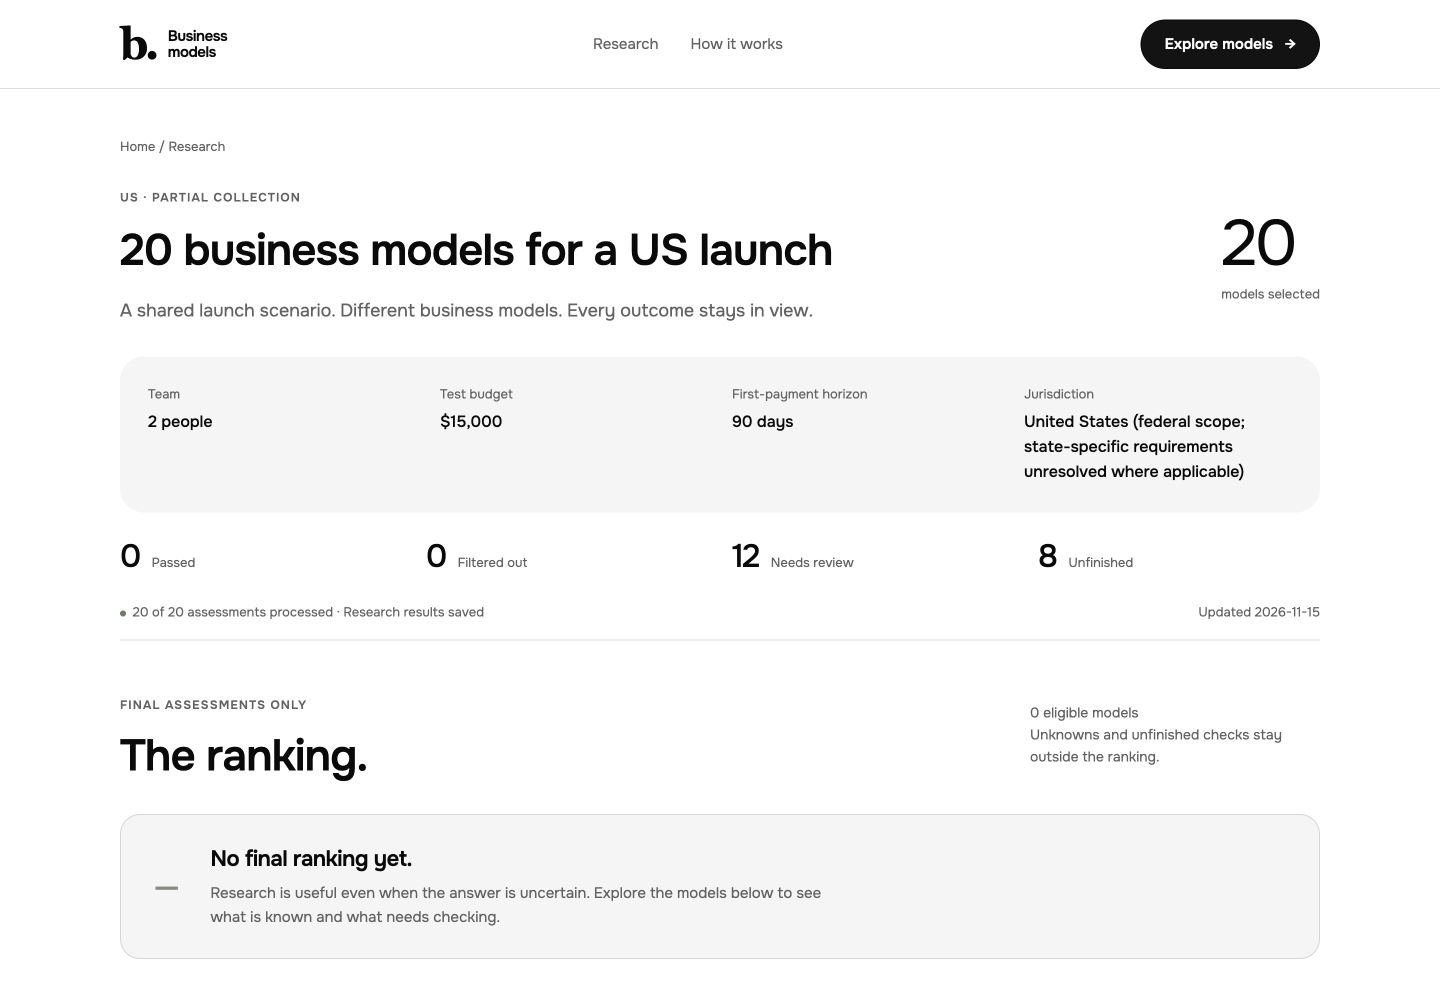 b. Business
models
Research
How it works
Explore models →
Home / Research
US · PARTIAL COLLECTION
20 business models for a US launch
A shared launch scenario. Different business models. Every outcome stays in view.
20
models selected
Team
2 people
Test budget
$15,000
First-payment horizon
90 days
Jurisdiction
United States (federal scope;
state-specific requirements
unresolved where applicable)
0 Passed
0 Filtered out
12 Needs review
8 Unfinished
20 of 20 assessments processed · Research results saved
Updated 2026-11-15
FINAL ASSESSMENTS ONLY
The ranking.
0 eligible models
Unknowns and unfinished checks stay
outside the ranking.
—
No final ranking yet.
Research is useful even when the answer is uncertain. Explore the models below to see
what is known and what needs checking.